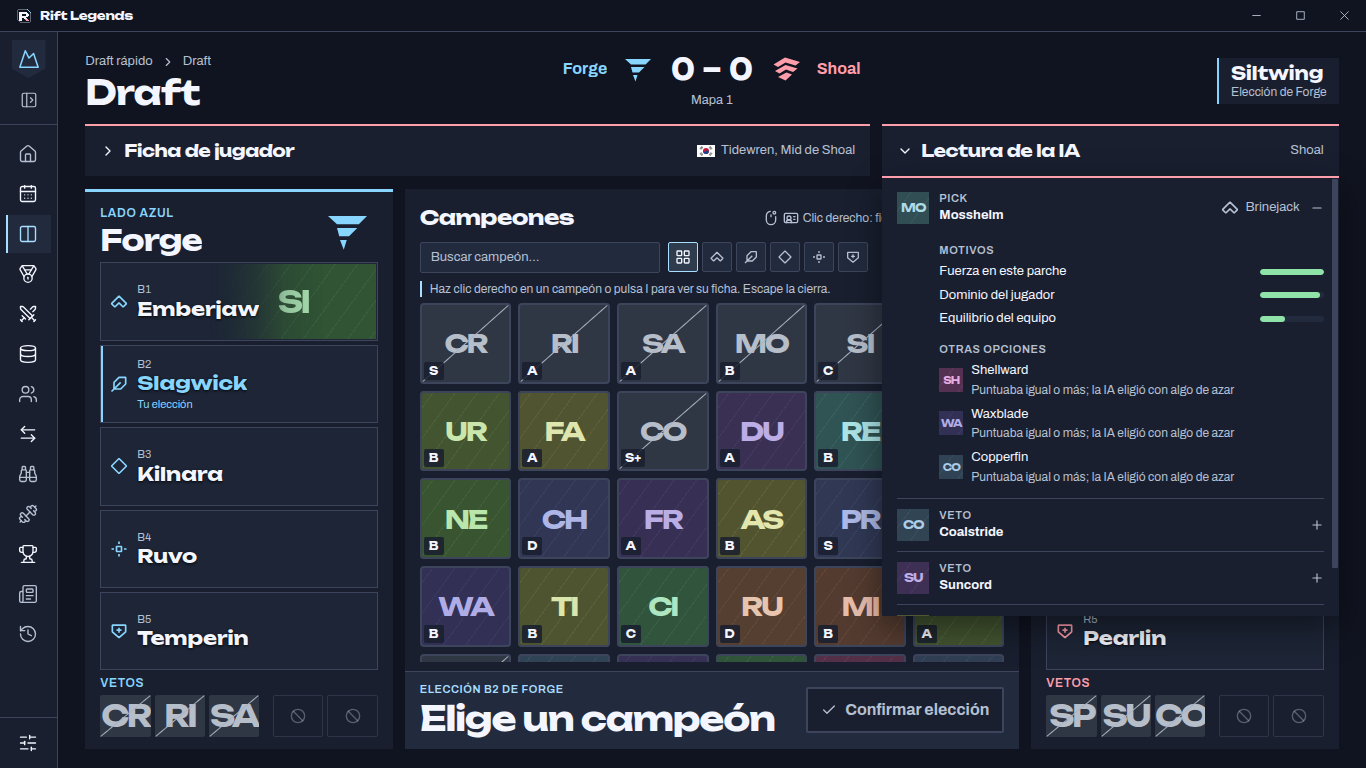 Rift Legends
Draft rápido > Draft
Draft
Forge 0 – 0 Shoal
Mapa 1
Siltwing
Elección de Forge
Ficha de jugador
Tidewren, Mid de Shoal
Lectura de la IA
Shoal
LADO AZUL
Forge
B1
Emberjaw
SI
B2
Slagwick
Tu elección
B3
Kilnara
B4
Ruvo
B5
Temperin
VETOS
CR RI SA
Campeones
Clic derecho: fi
Buscar campeón...
Haz clic derecho en un campeón o pulsa I para ver su ficha. Escape la cierra.
CR RI SA MO SI
S A A B C
UR FA CO DU RE
B A S+ A B
NE CH FR AS PR
B D A B S
WA TI CI RU MI
B B C D B A
ELECCIÓN B2 DE FORGE
Elige un campeón
Confirmar elección
MO
PICK
Mosshelm
Brinejack
MOTIVOS
Fuerza en este parche
Dominio del jugador
Equilibrio del equipo
OTRAS OPCIONES
SH
Shellward
Puntuaba igual o más; la IA eligió con algo de azar
WA
Waxblade
Puntuaba igual o más; la IA eligió con algo de azar
CO
Copperfin
Puntuaba igual o más; la IA eligió con algo de azar
CO
VETO
Coalstride
SU
VETO
Suncord
R5
Pearlin
VETOS
SP SU CO